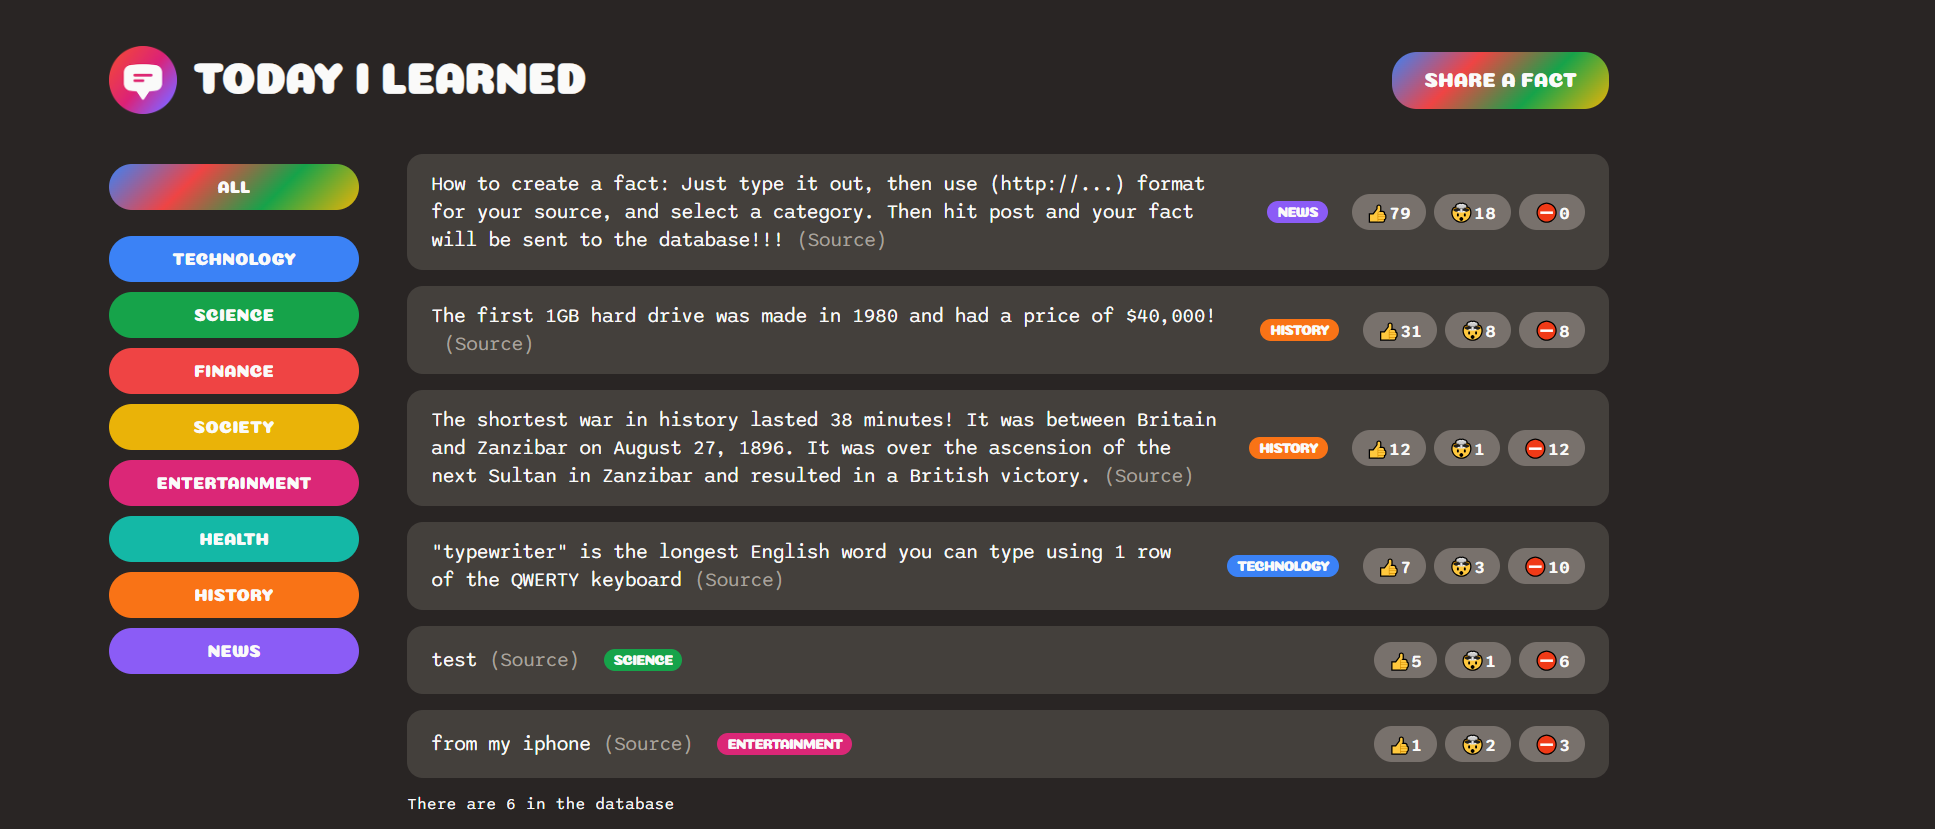 TODAY I LEARNED
SHARE A FACT
ALL
TECHNOLOGY
SCIENCE
FINANCE
SOCIETY
ENTERTAINMENT
HEALTH
HISTORY
NEWS
How to create a fact: Just type it out, then use (http://...) format
for your source, and select a category. Then hit post and your fact
will be sent to the database!!! (Source)
NEWS
👍79 🤯18 ⛔0
The first 1GB hard drive was made in 1980 and had a price of $40,000!
(Source)
HISTORY
👍31 🤯8 ⛔8
The shortest war in history lasted 38 minutes! It was between Britain
and Zanzibar on August 27, 1896. It was over the ascension of the
next Sultan in Zanzibar and resulted in a British victory. (Source)
HISTORY
👍12 🤯1 ⛔12
"typewriter" is the longest English word you can type using 1 row
of the QWERTY keyboard (Source)
TECHNOLOGY
👍7 🤯3 ⛔10
test (Source) SCIENCE
👍5 🤯1 ⛔6
from my iphone (Source) ENTERTAINMENT
👍1 🤯2 ⛔3
There are 6 in the database